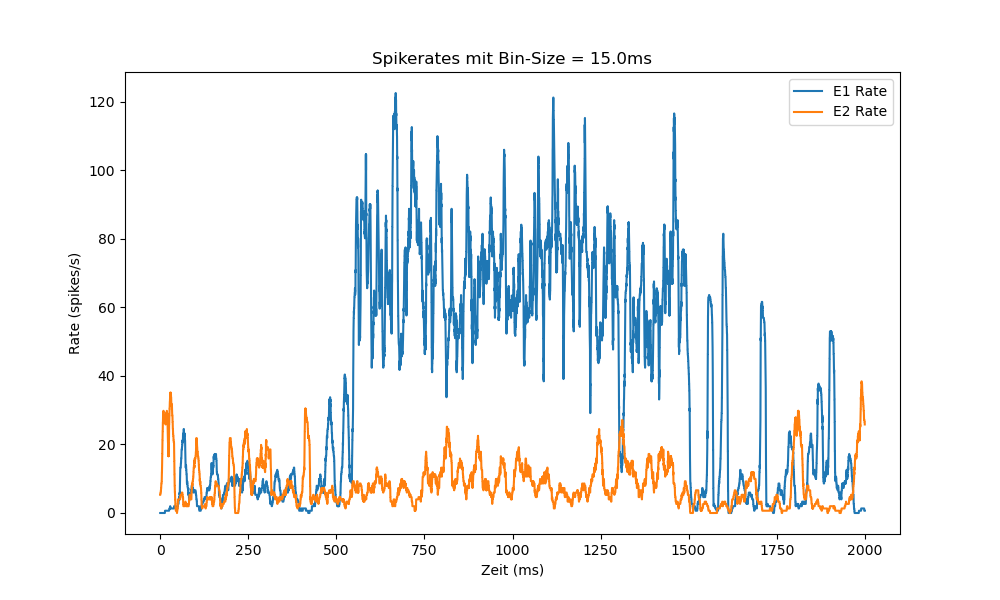 Spikerates mit Bin-Size = 15.0ms
E1 Rate
E2 Rate
120
100
80
60
40
20
0
Rate (spikes/s)
0 250 500 750 1000 1250 1500 1750 2000
Zeit (ms)